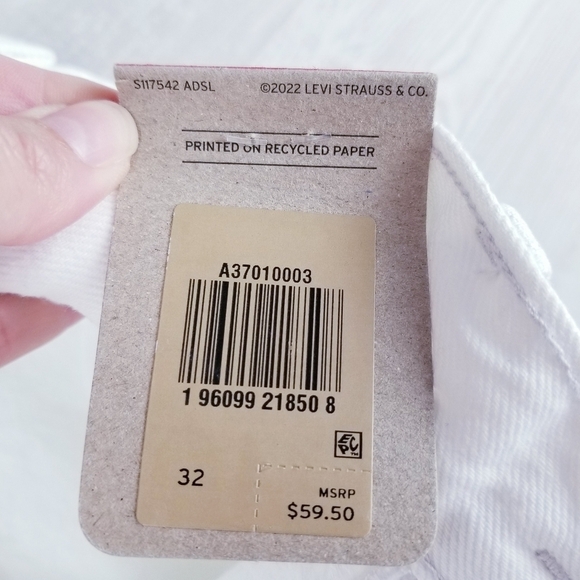 S117542 ADSL ©2022 LEVI STRAUSS & CO.
PRINTED ON RECYCLED PAPER
A37010003
1 96099 21850 8
EPC™
32
MSRP
$59.50